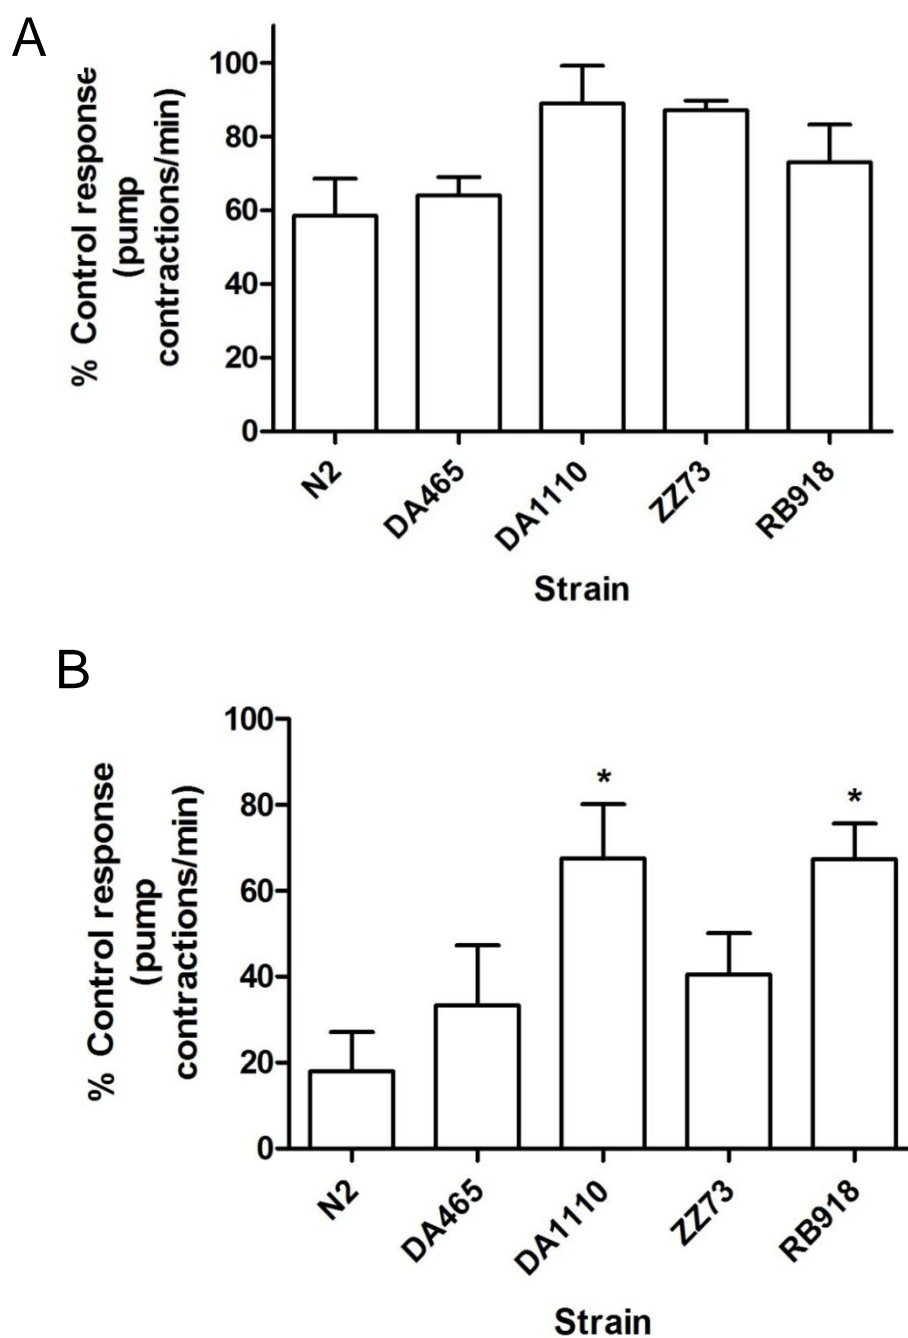 A
% Control response
(pump
contractions/min)
100
80
60
40
20
0
N2
DA465
DA1110
ZZ73
RB918
Strain
B
% Control response
(pump
contractions/min)
100
80
60
40
20
0
*
*
N2
DA465
DA1110
ZZ73
RB918
Strain